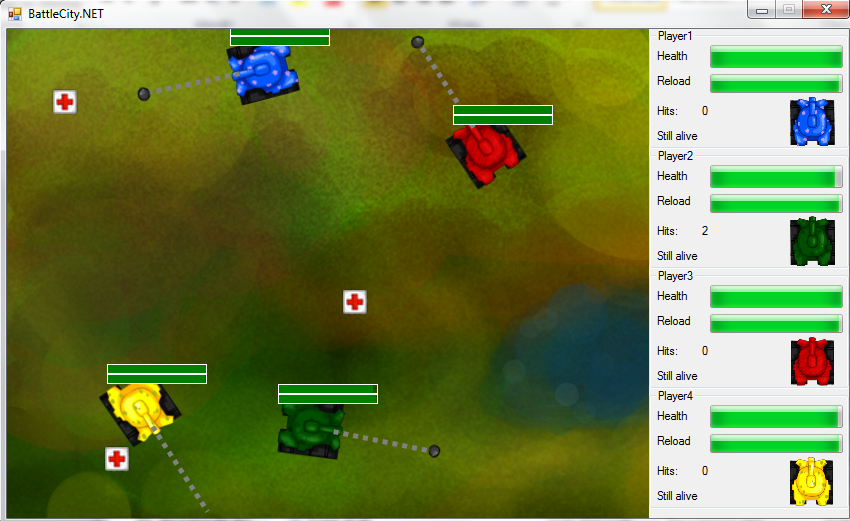 BattleCity.NET
Player1
Health
Reload
Hits: 0
Still alive
Player2
Health
Reload
Hits: 2
Still alive
Player3
Health
Reload
Hits: 0
Still alive
Player4
Health
Reload
Hits: 0
Still alive